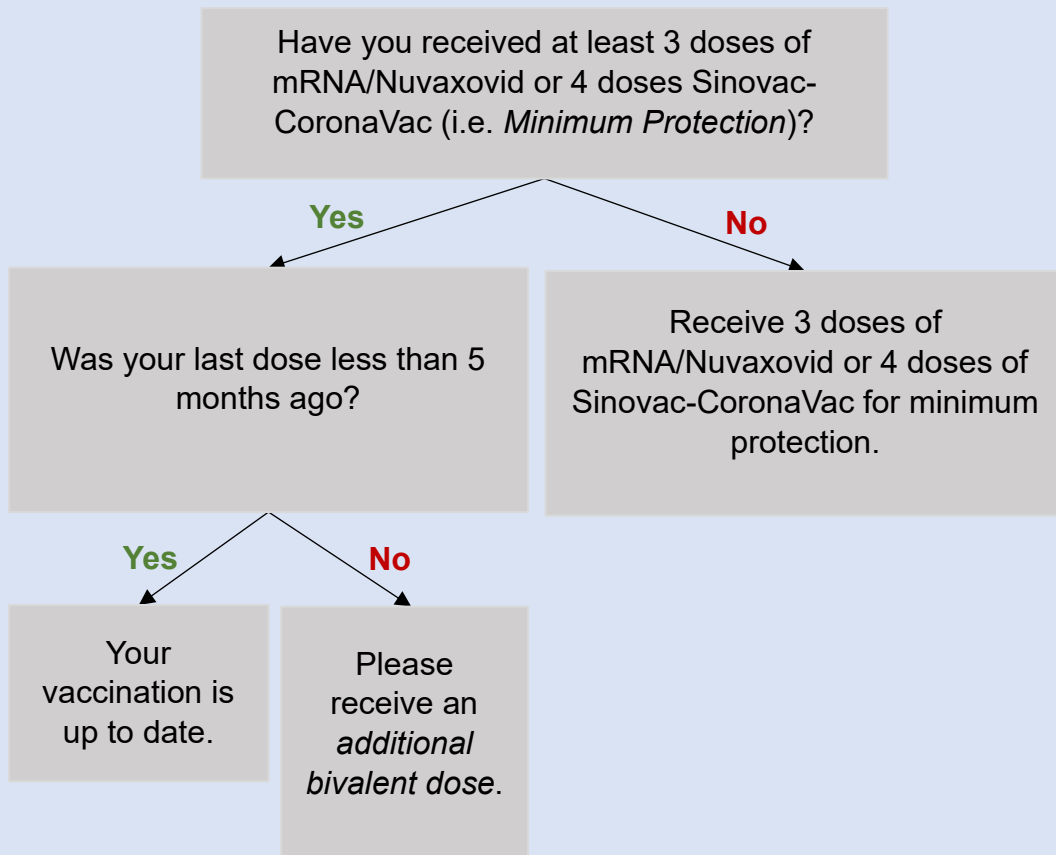 Have you received at least 3 doses of
mRNA/Nuvaxovid or 4 doses Sinovac-
CoronaVac (i.e. Minimum Protection)?
Yes
No
Was your last dose less than 5
months ago?
Receive 3 doses of
mRNA/Nuvaxovid or 4 doses of
Sinovac-CoronaVac for minimum
protection.
Yes
No
Your
vaccination is
up to date.
Please
receive an
additional
bivalent dose.